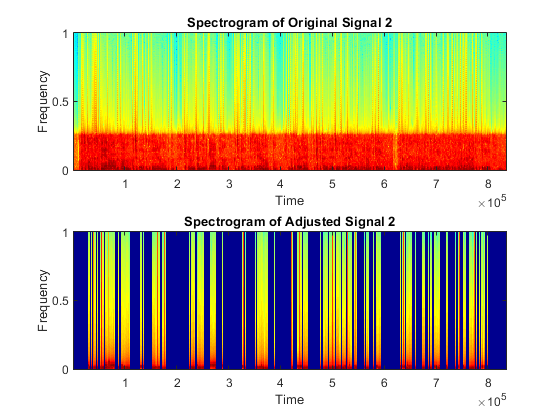 Spectrogram of Original Signal 2
1
0.5
0
Frequency
1 2 3 4 5 6 7 8
×10^5
Time
Spectrogram of Adjusted Signal 2
1
0.5
0
Frequency
1 2 3 4 5 6 7 8
×10^5
Time